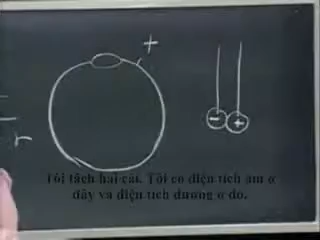 +
- +
r
Tôi tách hai cái. Tôi có điện tích âm ở
đây và điện tích dương ở đó.